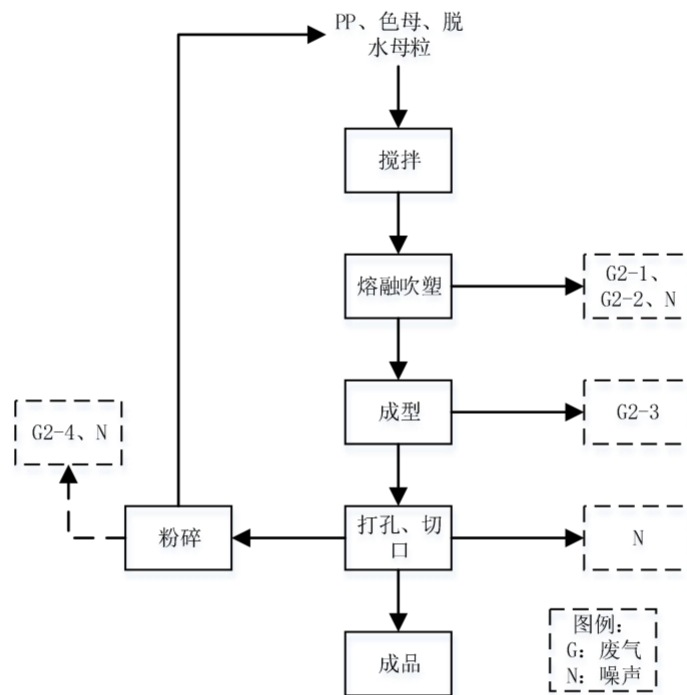 PP、色母、脱
水母粒
搅拌
熔融吹塑
G2-1、
G2-2、N
成型
G2-3
G2-4、N
粉碎
打孔、切
口
N
成品
图例：
G：废气
N：噪声